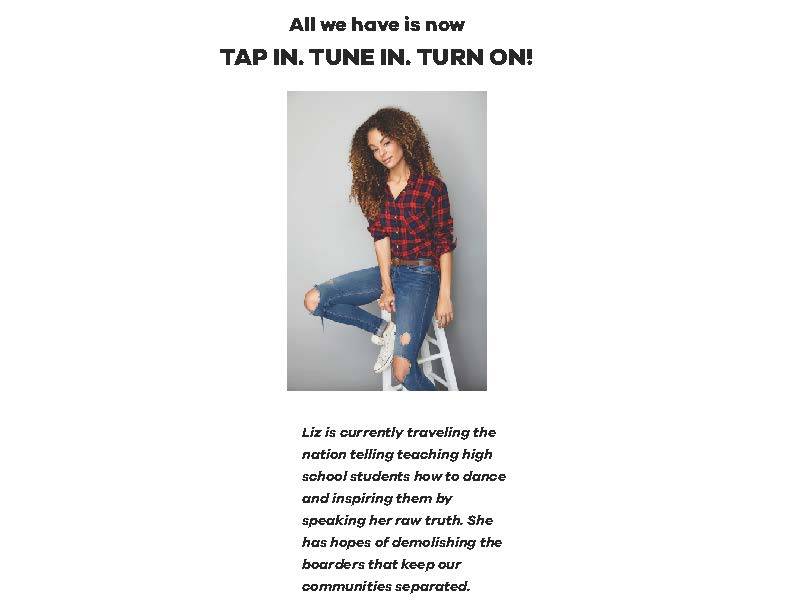 All we have is now
TAP IN. TUNE IN. TURN ON!
Liz is currently traveling the
nation telling teaching high
school students how to dance
and inspiring them by
speaking her raw truth. She
has hopes of demolishing the
boarders that keep our
communities separated.